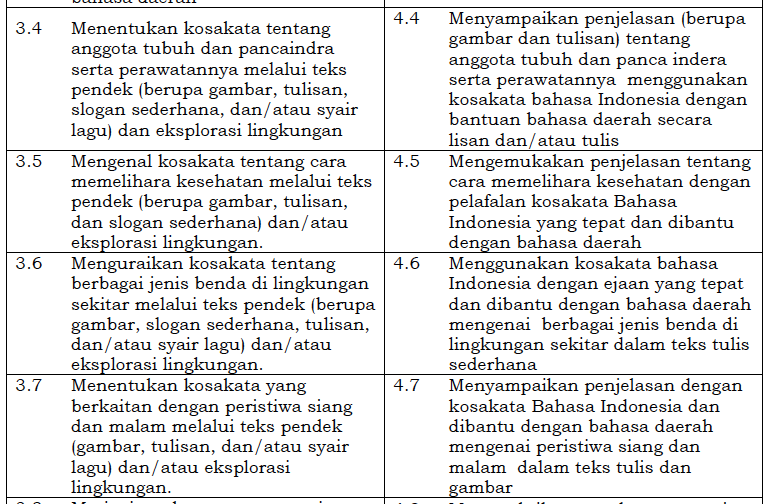 bahasa daerah
3.4 Menentukan kosakata tentang
anggota tubuh dan pancaindra
serta perawatannya melalui teks
pendek (berupa gambar, tulisan,
slogan sederhana, dan/atau syair
lagu) dan eksplorasi lingkungan
4.4 Menyampaikan penjelasan (berupa
gambar dan tulisan) tentang
anggota tubuh dan panca indera
serta perawatannya menggunakan
kosakata bahasa Indonesia dengan
bantuan bahasa daerah secara
lisan dan/atau tulis
3.5 Mengenal kosakata tentang cara
memelihara kesehatan melalui teks
pendek (berupa gambar, tulisan,
dan slogan sederhana) dan/atau
eksplorasi lingkungan.
4.5 Mengemukakan penjelasan tentang
cara memelihara kesehatan dengan
pelafalan kosakata Bahasa
Indonesia yang tepat dan dibantu
dengan bahasa daerah
3.6 Menguraikan kosakata tentang
berbagai jenis benda di lingkungan
sekitar melalui teks pendek (berupa
gambar, slogan sederhana, tulisan,
dan/atau syair lagu) dan/atau
eksplorasi lingkungan.
4.6 Menggunakan kosakata bahasa
Indonesia dengan ejaan yang tepat
dan dibantu dengan bahasa daerah
mengenai berbagai jenis benda di
lingkungan sekitar dalam teks tulis
sederhana
3.7 Menentukan kosakata yang
berkaitan dengan peristiwa siang
dan malam melalui teks pendek
(gambar, tulisan, dan/atau syair
lagu) dan/atau eksplorasi
lingkungan.
4.7 Menyampaikan penjelasan dengan
kosakata Bahasa Indonesia dan
dibantu dengan bahasa daerah
mengenai peristiwa siang dan
malam dalam teks tulis dan
gambar